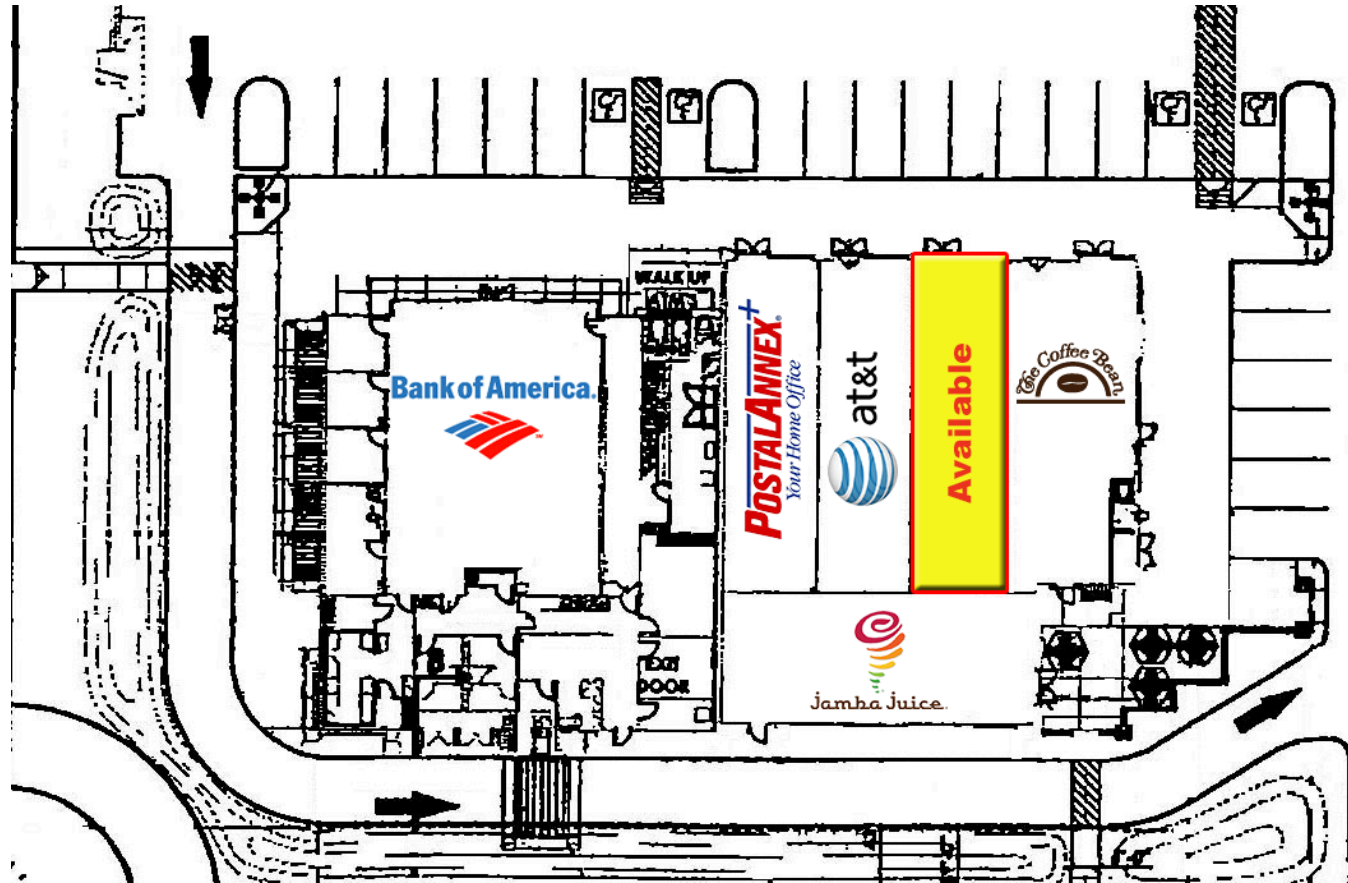 WALK UP
POSTALANNEX+
Your Home Office
at&t
Available
The Coffee Bean
Bank of America.
EXIT
DOOR
jamba juice.